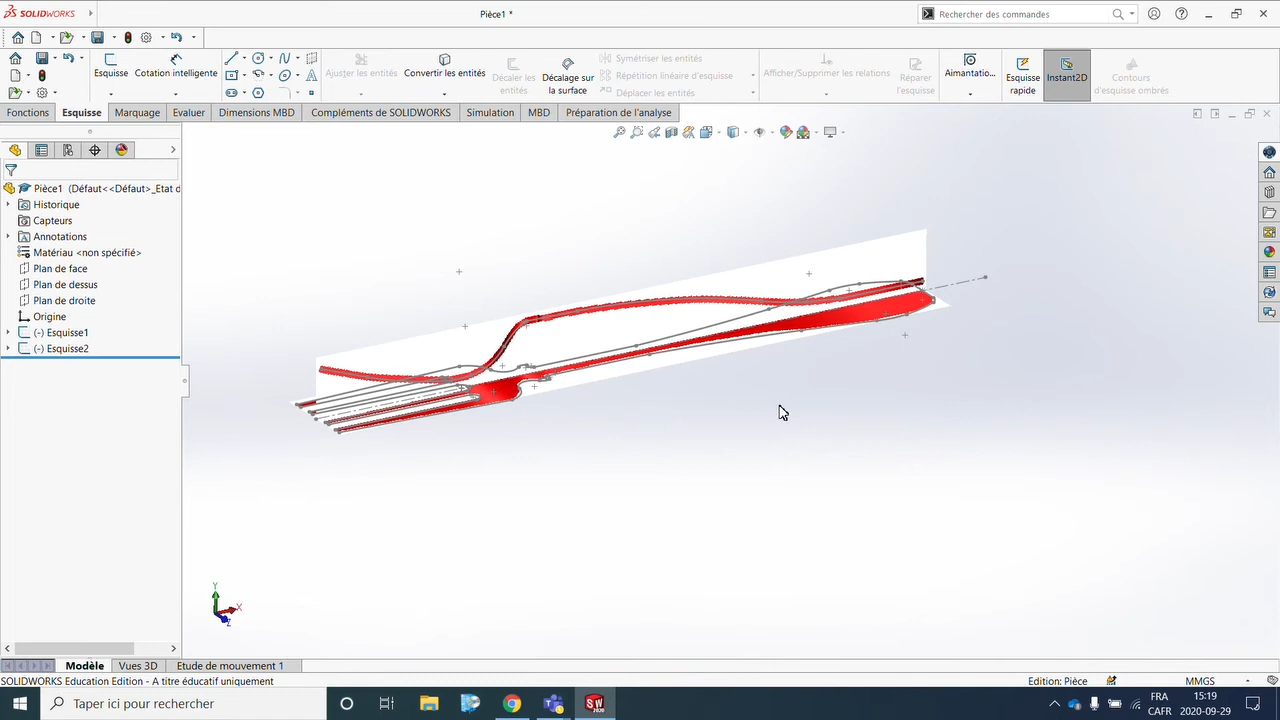 SOLIDWORKS
Pièce1 *
Rechercher des commandes
Esquisse
Cotation intelligente
Ajuster les entités
Convertir les entités
Décaler les entités
Décalage sur la surface
Symétriser les entités
Répétition linéaire d'esquisse
Déplacer les entités
Afficher/Supprimer les relations
Réparer l'esquisse
Aimantatio...
Esquisse rapide
Instant2D
Contours d'esquisse ombrés
Fonctions
Esquisse
Marquage
Evaluer
Dimensions MBD
Compléments de SOLIDWORKS
Simulation
MBD
Préparation de l'analyse
Pièce1 (Défaut<<Défaut>_Etat d
Historique
Capteurs
A
Annotations
Matériau <non spécifié>
Plan de face
Plan de dessus
Plan de droite
Origine
(-) Esquisse1
(-) Esquisse2
Y
X
Z
Modèle
Vues 3D
Etude de mouvement 1
SOLIDWORKS Education Edition - A titre éducatif uniquement
Edition: Pièce
MMGS
Taper ici pour rechercher
SW
2020
FRA
CAFR
15:19
2020-09-29